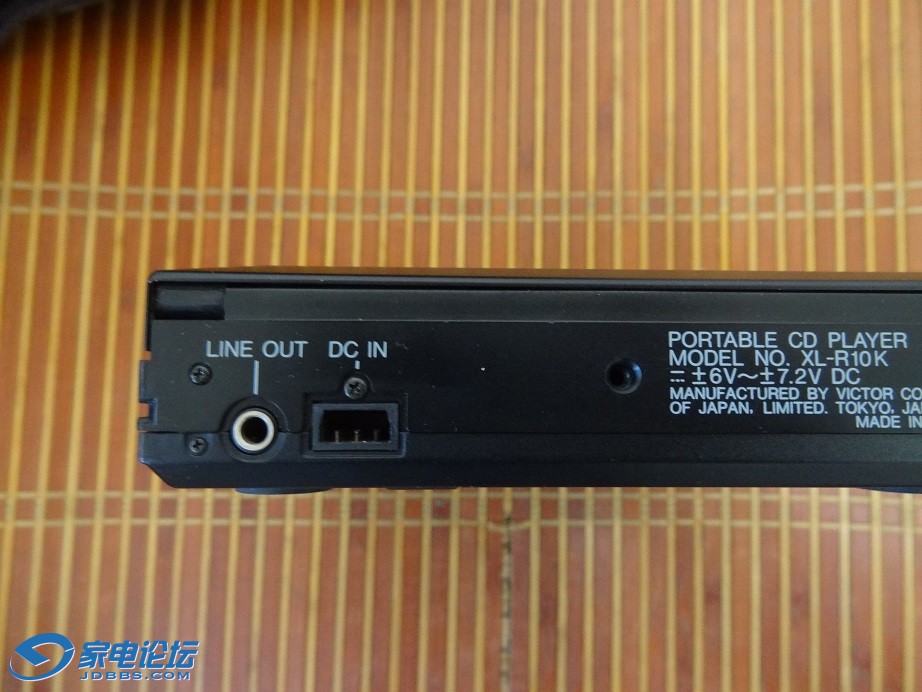 LINE OUT
DC IN
PORTABLE CD PLAYER
MODEL NO. XL-R10K
⎓ ±6V～±7.2V DC
MANUFACTURED BY VICTOR CO
OF JAPAN, LIMITED. TOKYO, JA
MADE IN
家电论坛
JDBBS.COM